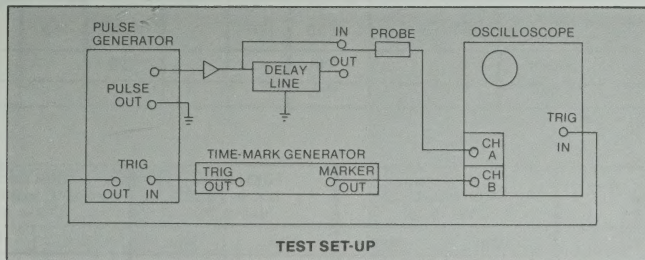 PULSE
GENERATOR
PULSE
OUT
TRIG
OUT IN
IN
PROBE
OUT
DELAY
LINE
OSCILLOSCOPE
TRIG
IN
CH
A
CH
B
TIME-MARK GENERATOR
TRIG
OUT
MARKER
OUT
TEST SET-UP